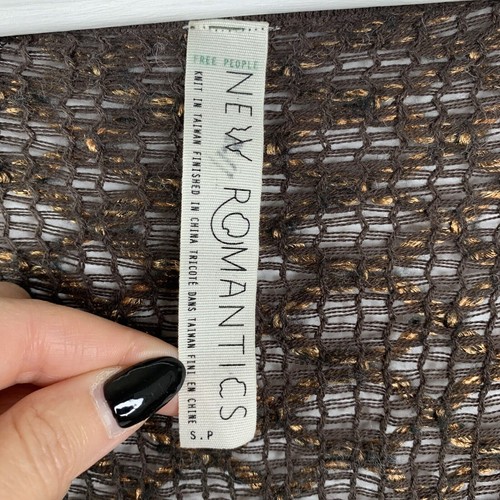 FREE PEOPLE
NEW ROMANTICS
KNIT IN TAIWAN FINISHED IN CHINA TRICOTÉ DANS TAIWAN FINI EN CHINE
S.P